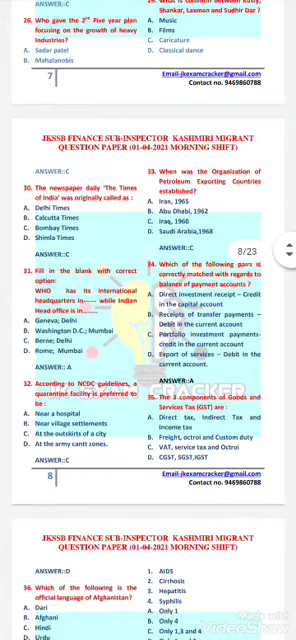 26. Who gave the 2nd Five year plan
focusing on the growth of heavy
Industries?
A. Sadar patel
B. Mahalanobis
29. What is common between Kutty,
Shankar, Laxman and Sudhir Dar ?
A. Music
B. Films
C. Caricature
D. Classical dance
7
Email-jkexamcracker@gmail.com
Contact no. 9469860788
JKSSB FINANCE SUB-INSPECTOR KASHMIRI MIGRANT
QUESTION PAPER (01-04-2021 MORNING SHIFT)
ANSWER::C
30. The newspaper daily 'The Times
of India' was originally called as :
A. Delhi Times
B. Calcutta Times
C. Bombay Times
D. Shimla Times
ANSWER::C
31. Fill in the blank with correct
option:
WHO has its international
headquarters in------ while Indian
Head office is in.......
A. Geneva; Delhi
B. Washington D.C.; Mumbai
C. Berne; Delhi
D. Rome; Mumbai
ANSWER:: A
32. According to NCDC guidelines, a
quarantine facility is preferred to
be :
A. Near a hospital
B. Near village settlements
C. At the outskirts of a city
D. At the army cantt zones.
ANSWER::C
33. When was the Organization of
Petroleum Exporting Countries
established?
A. Iran, 1965
B. Abu Dhabi, 1962
C. Iraq, 1960
D. Saudi Arabia,1968
ANSWER::C
8/23
34. Which of the following pars is
correctly matched with regards to
balance of payment accounts ?
A. Direct investment receipt – Credit
in the capital account
B. Receipts of transfer payments –
Debit in the current account
C. Portfolio investment payments-
credit in the current account
D. Export of services – Debit in the
current account.
ANSWER::A
JK EXAM CRACKER
35. The 3 components of Goods and
Services Tax (GST) are :
A. Direct tax, Indirect Tax and
Income tax
B. Freight, octroi and Custom duty
C. VAT, service tax and Octroi
D. CGST, SGST,IGST
8
Email-jkexamcracker@gmail.com
Contact no. 9469860788
JKSSB FINANCE SUB-INSPECTOR KASHMIRI MIGRANT
QUESTION PAPER (01-04-2021 MORNING SHIFT)
ANSWER::D
36. Which of the following is the
official language of Afghanistan?
A. Dari
B. Afghani
C. Hindi
D. Urdu
1. AIDS
2. Cirrhosis
3. Hepatitis
4. Syphilis
A. Only 1
B. Only 4
C. Only 1,3 and 4
Made with
VideoShow